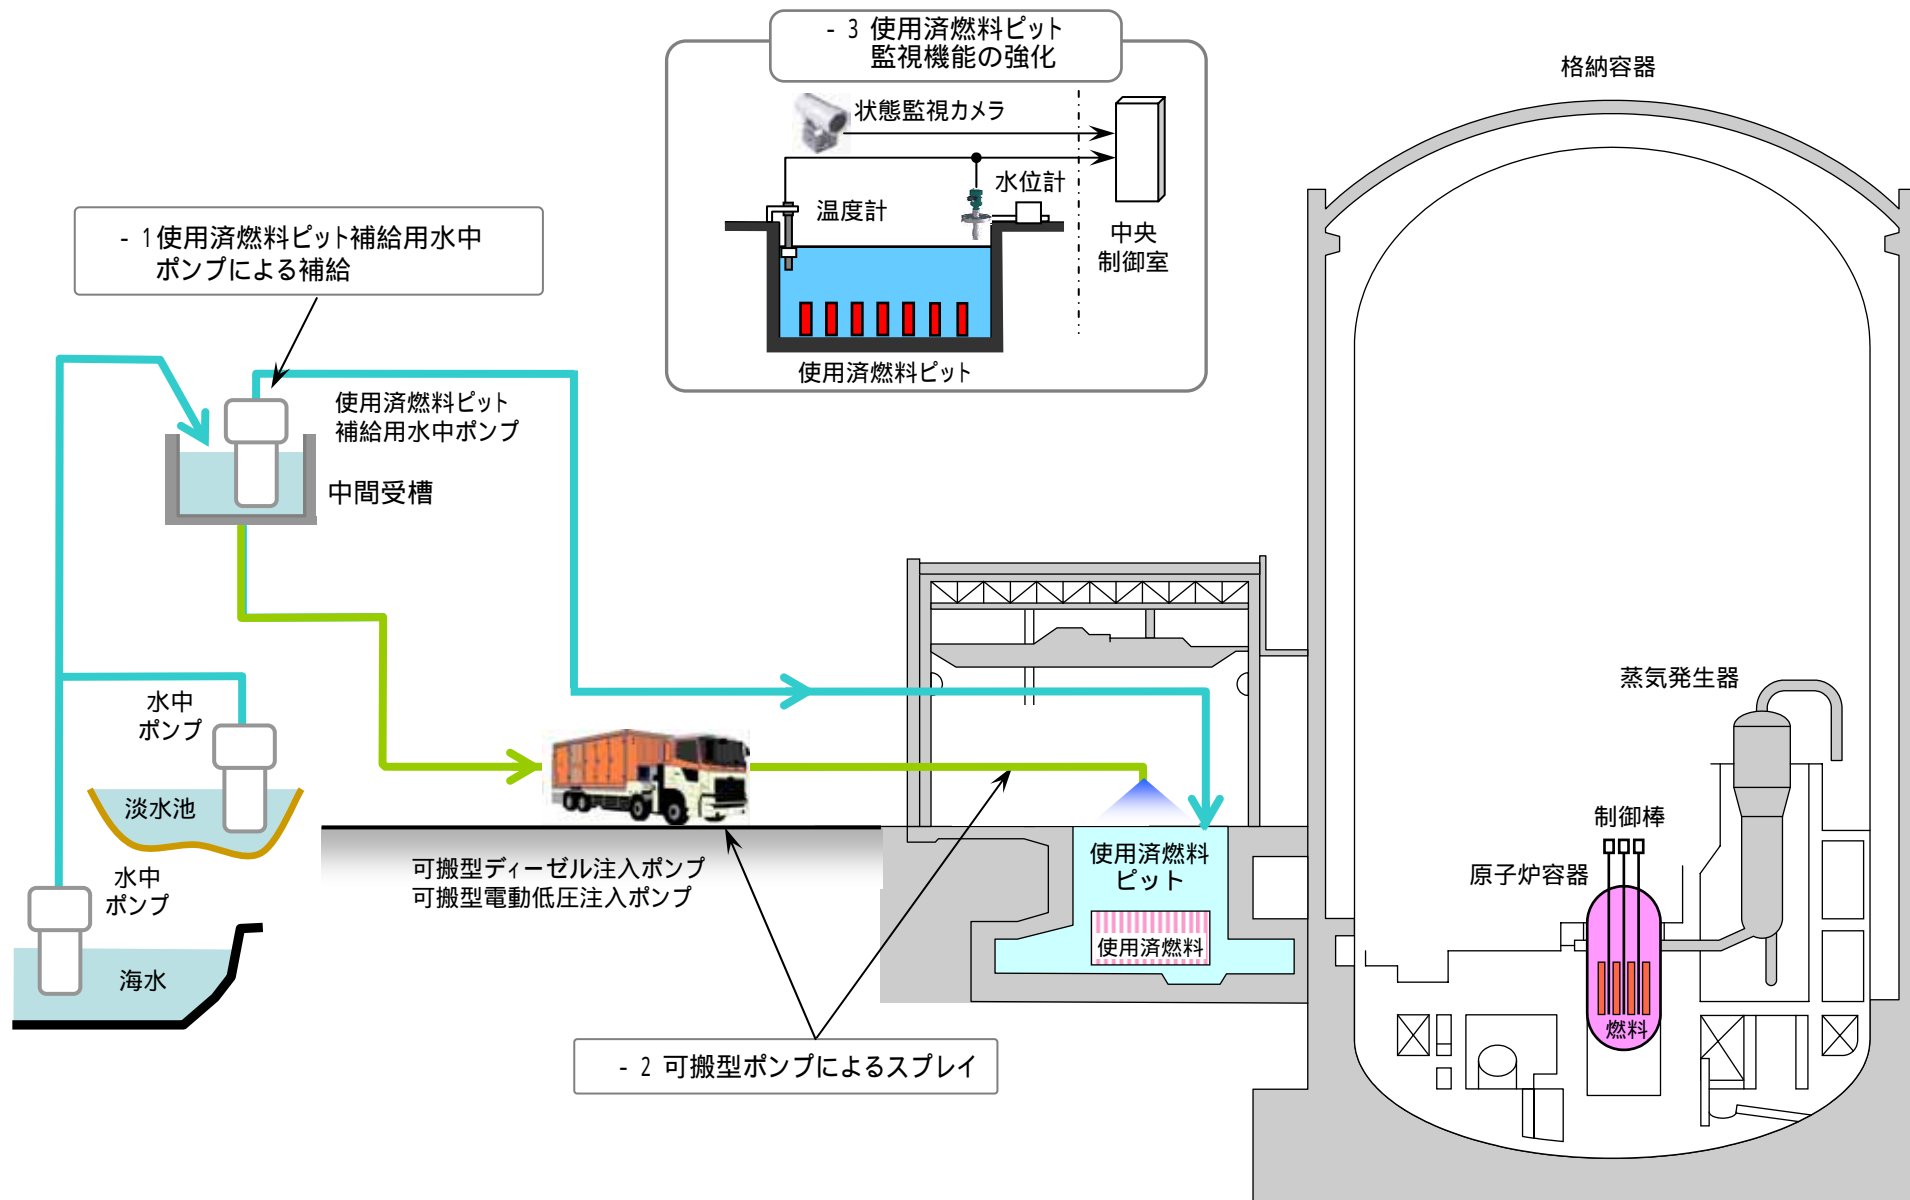 - 3 使用済燃料ピット
監視機能の強化
状態監視カメラ
水位計
温度計
中央
制御室
使用済燃料ピット
格納容器
- 1使用済燃料ピット補給用水中
ポンプによる補給
使用済燃料ピット
補給用水中ポンプ
中間受槽
水中
ポンプ
淡水池
水中
ポンプ
海水
可搬型ディーゼル注入ポンプ
可搬型電動低圧注入ポンプ
使用済燃料
ピット
使用済燃料
- 2 可搬型ポンプによるスプレイ
蒸気発生器
制御棒
原子炉容器
燃料